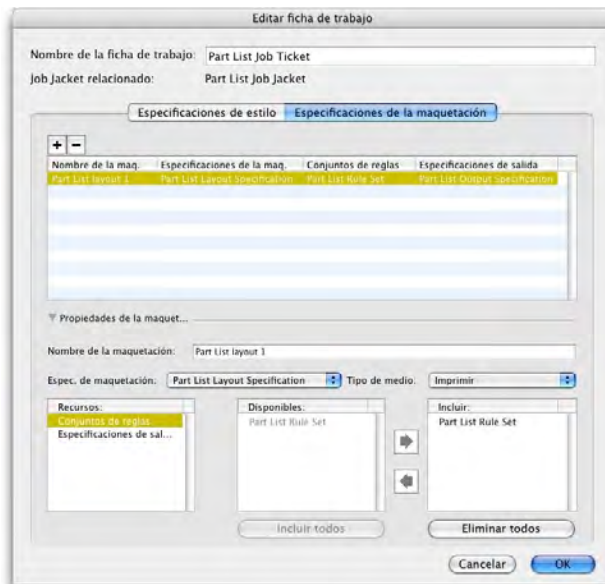 Editar ficha de trabajo
Nombre de la ficha de trabajo: Part List Job Ticket
Job Jacket relacionado: Part List Job Jacket
Especificaciones de estilo Especificaciones de la maquetación
+ −
Nombre de la maq. Especificaciones de la maq. Conjuntos de reglas Especificaciones de salida
Part List layout 1 Part List Layout Specification Part List Rule Set Part List Output Specification
Propiedades de la maquet...
Nombre de la maquetación: Part List layout 1
Espec. de maquetación: Part List Layout Specification Tipo de medio: Imprimir
Recursos: Disponibles: Incluir:
Conjuntos de reglas Part List Rule Set Part List Rule Set
Especificaciones de sal...
Incluir todos Eliminar todos
Cancelar OK